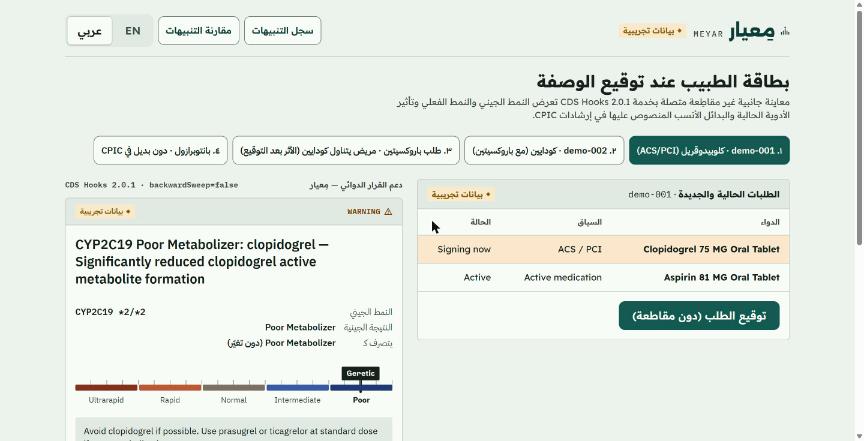 مِعيار MEYAR
✦ بيانات تجريبية
سجل التنبيهات
مقارنة التنبيهات
EN
عربي
بطاقة الطبيب عند توقيع الوصفة
معاينة جانبية غير مقاطِعة متصلة بخدمة CDS Hooks 2.0.1 تعرض النمط الجيني والنمط الفعلي وتأثير
الأدوية الحالية والبدائل الأنسب المنصوص عليها في إرشادات CPIC.
١. demo-001 · كلوبيدوقريل (ACS/PCI)
٢. demo-002 · كودايين (مع باروكستين)
٣. طلب باروكسيتين · مريض يتناول كودايين (الأثر بعد التوقيع)
٤. بانتوبرازول · دون بديل في CPIC
الطلبات الحالية والجديدة · demo-001
✦ بيانات تجريبية
الدواء السياق الحالة
Clopidogrel 75 MG Oral Tablet ACS / PCI Signing now
Aspirin 81 MG Oral Tablet Active medication Active
توقيع الطلب (دون مقاطعة)
دعم القرار الدوائي — مِعيار
CDS Hooks 2.0.1 · backwardSweep=false
⚠ WARNING
✦ بيانات تجريبية
CYP2C19 Poor Metabolizer: clopidogrel —
Significantly reduced clopidogrel active
metabolite formation
النمط الجيني CYP2C19 *2/*2
النتيجة الجينية Poor Metabolizer
يتصرف كـ Poor Metabolizer (دون تغيّر)
Genetic
Ultrarapid Rapid Normal Intermediate Poor
Avoid clopidogrel if possible. Use prasugrel or ticagrelor at standard dose